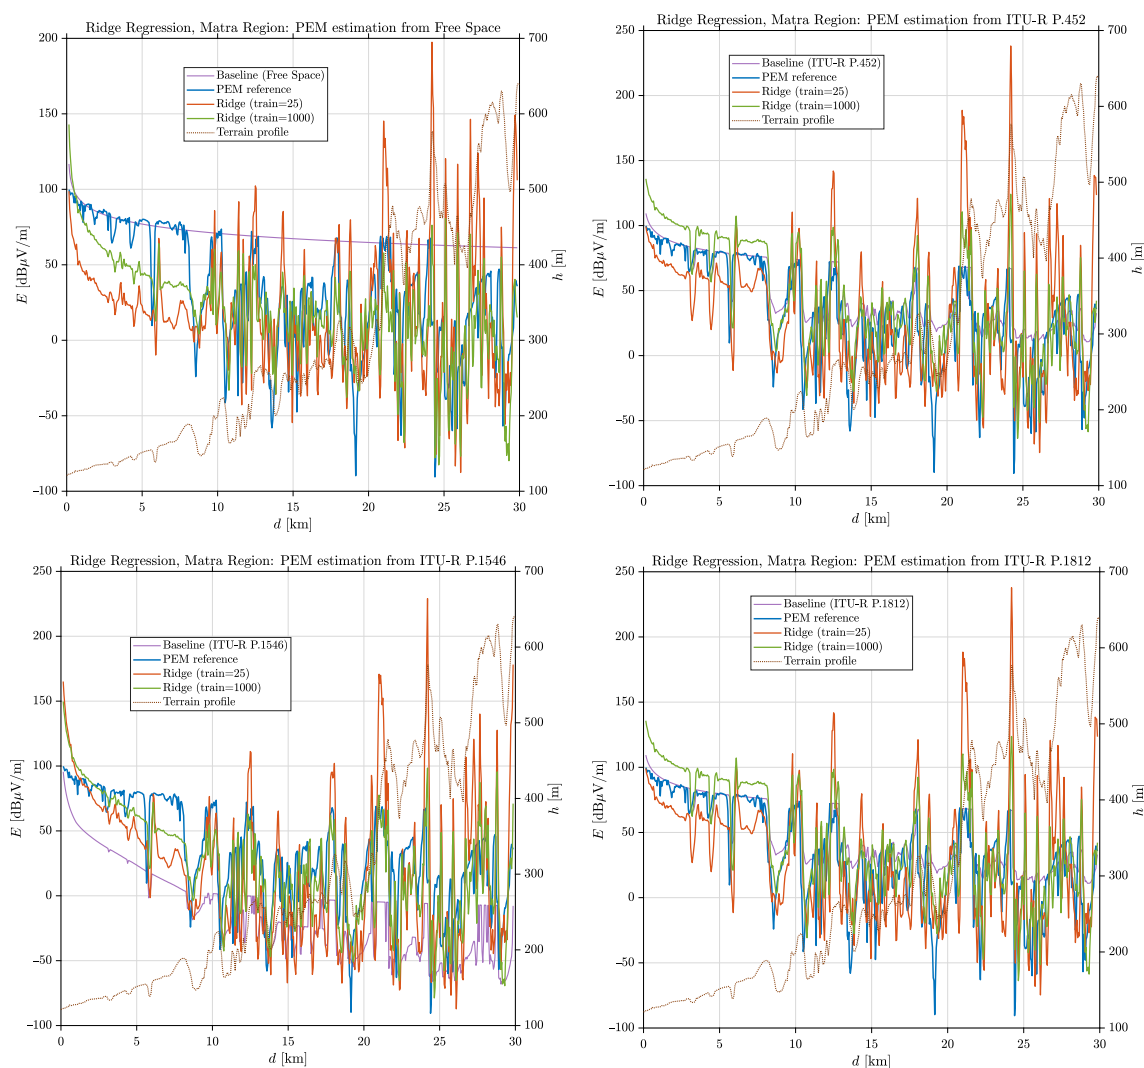 Ridge Regression, Matra Region: PEM estimation from Free Space
200
150
100
50
0
−50
−100
700
600
500
400
300
200
100
0
5
10
15
20
25
30
E [dBμV/m]
h [m]
d [km]
Baseline (Free Space)
PEM reference
Ridge (train=25)
Ridge (train=1000)
Terrain profile
Ridge Regression, Matra Region: PEM estimation from ITU-R P.452
250
200
150
100
50
0
−50
−100
700
600
500
400
300
200
100
0
5
10
15
20
25
30
E [dBμV/m]
h [m]
d [km]
Baseline (ITU-R P.452)
PEM reference
Ridge (train=25)
Ridge (train=1000)
Terrain profile
Ridge Regression, Matra Region: PEM estimation from ITU-R P.1546
250
200
150
100
50
0
−50
−100
700
600
500
400
300
200
100
0
5
10
15
20
25
30
E [dBμV/m]
h [m]
d [km]
Baseline (ITU-R P.1546)
PEM reference
Ridge (train=25)
Ridge (train=1000)
Terrain profile
Ridge Regression, Matra Region: PEM estimation from ITU-R P.1812
250
200
150
100
50
0
−50
−100
700
600
500
400
300
200
100
0
5
10
15
20
25
30
E [dBμV/m]
h [m]
d [km]
Baseline (ITU-R P.1812)
PEM reference
Ridge (train=25)
Ridge (train=1000)
Terrain profile